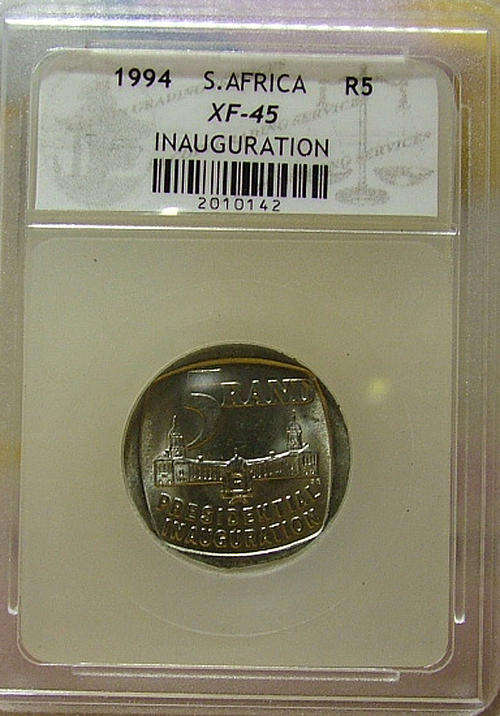 1994 S.AFRICA R5
XF-45
INAUGURATION
2010142
5 RAND
PRESIDENTIAL
INAUGURATION